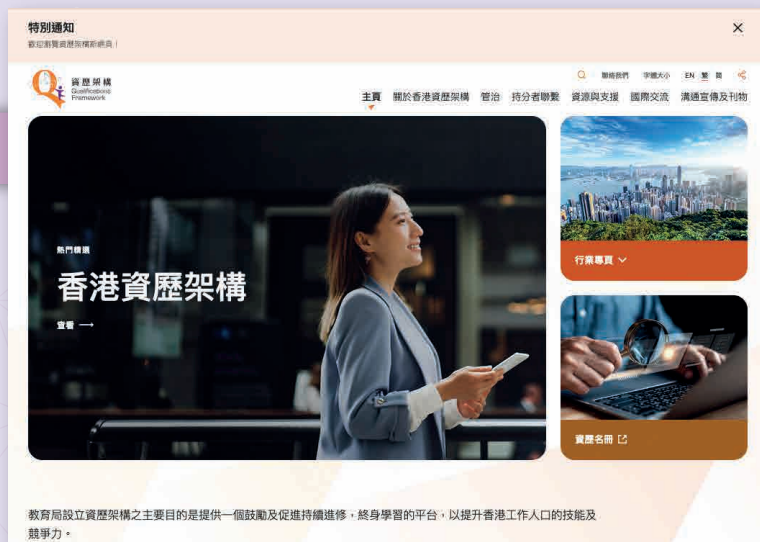 特別通知
歡迎瀏覽資歷架構新網頁！
資歷架構
Qualifications
Framework
聯絡我們 字體大小 EN 繁 简
主頁 關於香港資歷架構 管治 持分者聯繫 資源與支援 國際交流 溝通宣傳及刊物
熱門精選
香港資歷架構
查看 →
行業專頁
資歷名冊
教育局設立資歷架構之主要目的是提供一個鼓勵及促進持續進修，終身學習的平台，以提升香港工作人口的技能及
競爭力。